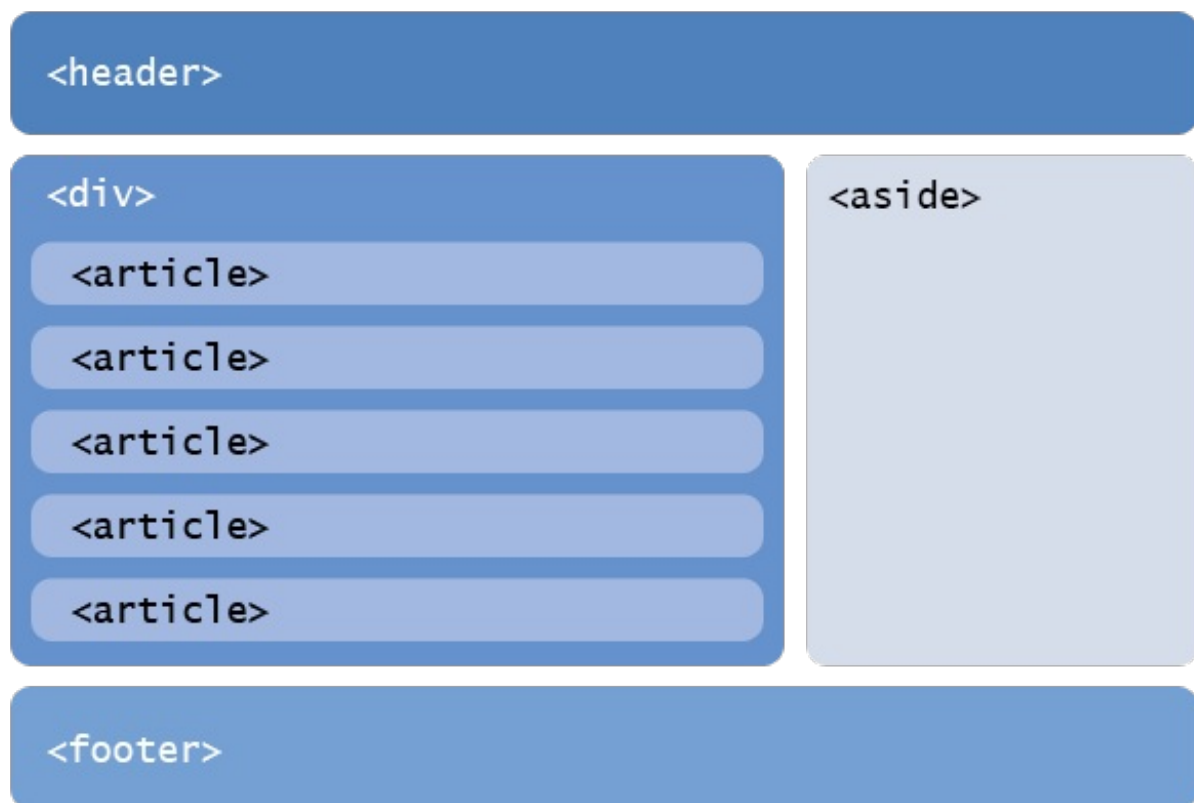 <header>
<div>
<article>
<article>
<article>
<article>
<article>
<aside>
<footer>